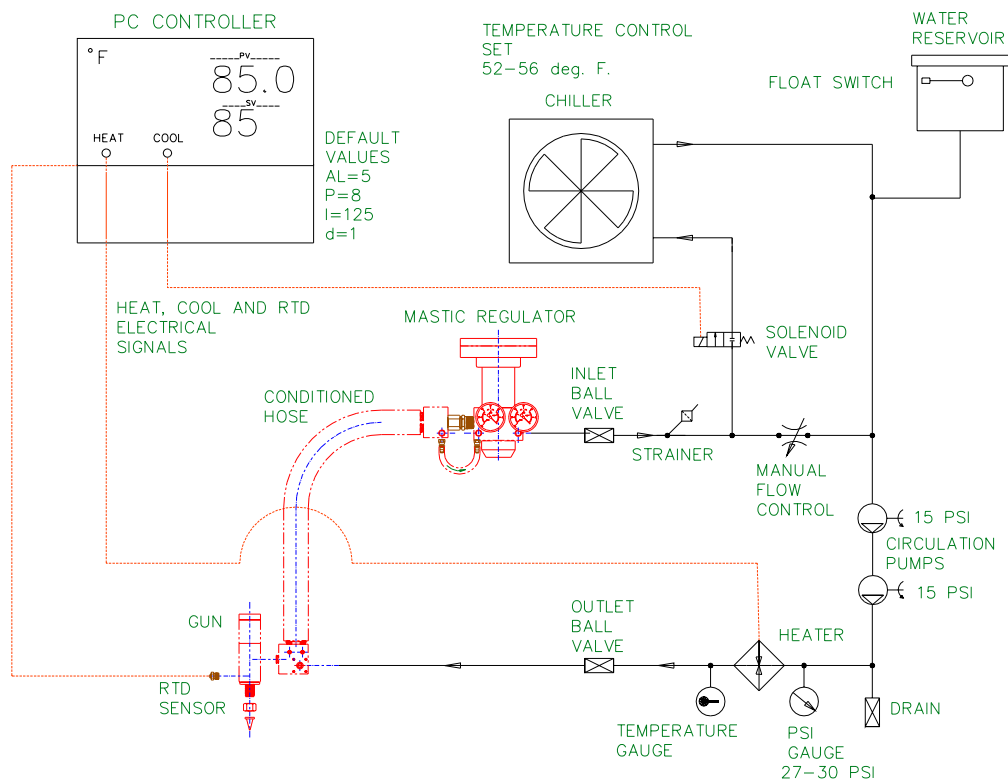 PC CONTROLLER
°F
PV
85.0
SV
85
HEAT
COOL
DEFAULT
VALUES
AL=5
P=8
I=125
d=1
TEMPERATURE CONTROL
SET
52-56 deg. F.
CHILLER
WATER
RESERVOIR
FLOAT SWITCH
HEAT, COOL AND RTD
ELECTRICAL
SIGNALS
MASTIC REGULATOR
SOLENOID
VALVE
CONDITIONED
HOSE
INLET
BALL
VALVE
STRAINER
MANUAL
FLOW
CONTROL
15 PSI
CIRCULATION
PUMPS
15 PSI
GUN
OUTLET
BALL
VALVE
HEATER
RTD
SENSOR
TEMPERATURE
GAUGE
PSI
GAUGE
27-30 PSI
DRAIN